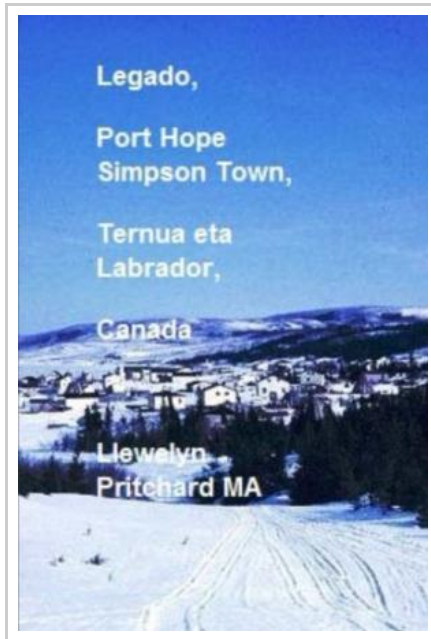 Legado,
Port Hope
Simpson Town,
Ternua eta
Labrador,
Canada
Llewelyn
Pritchard MA